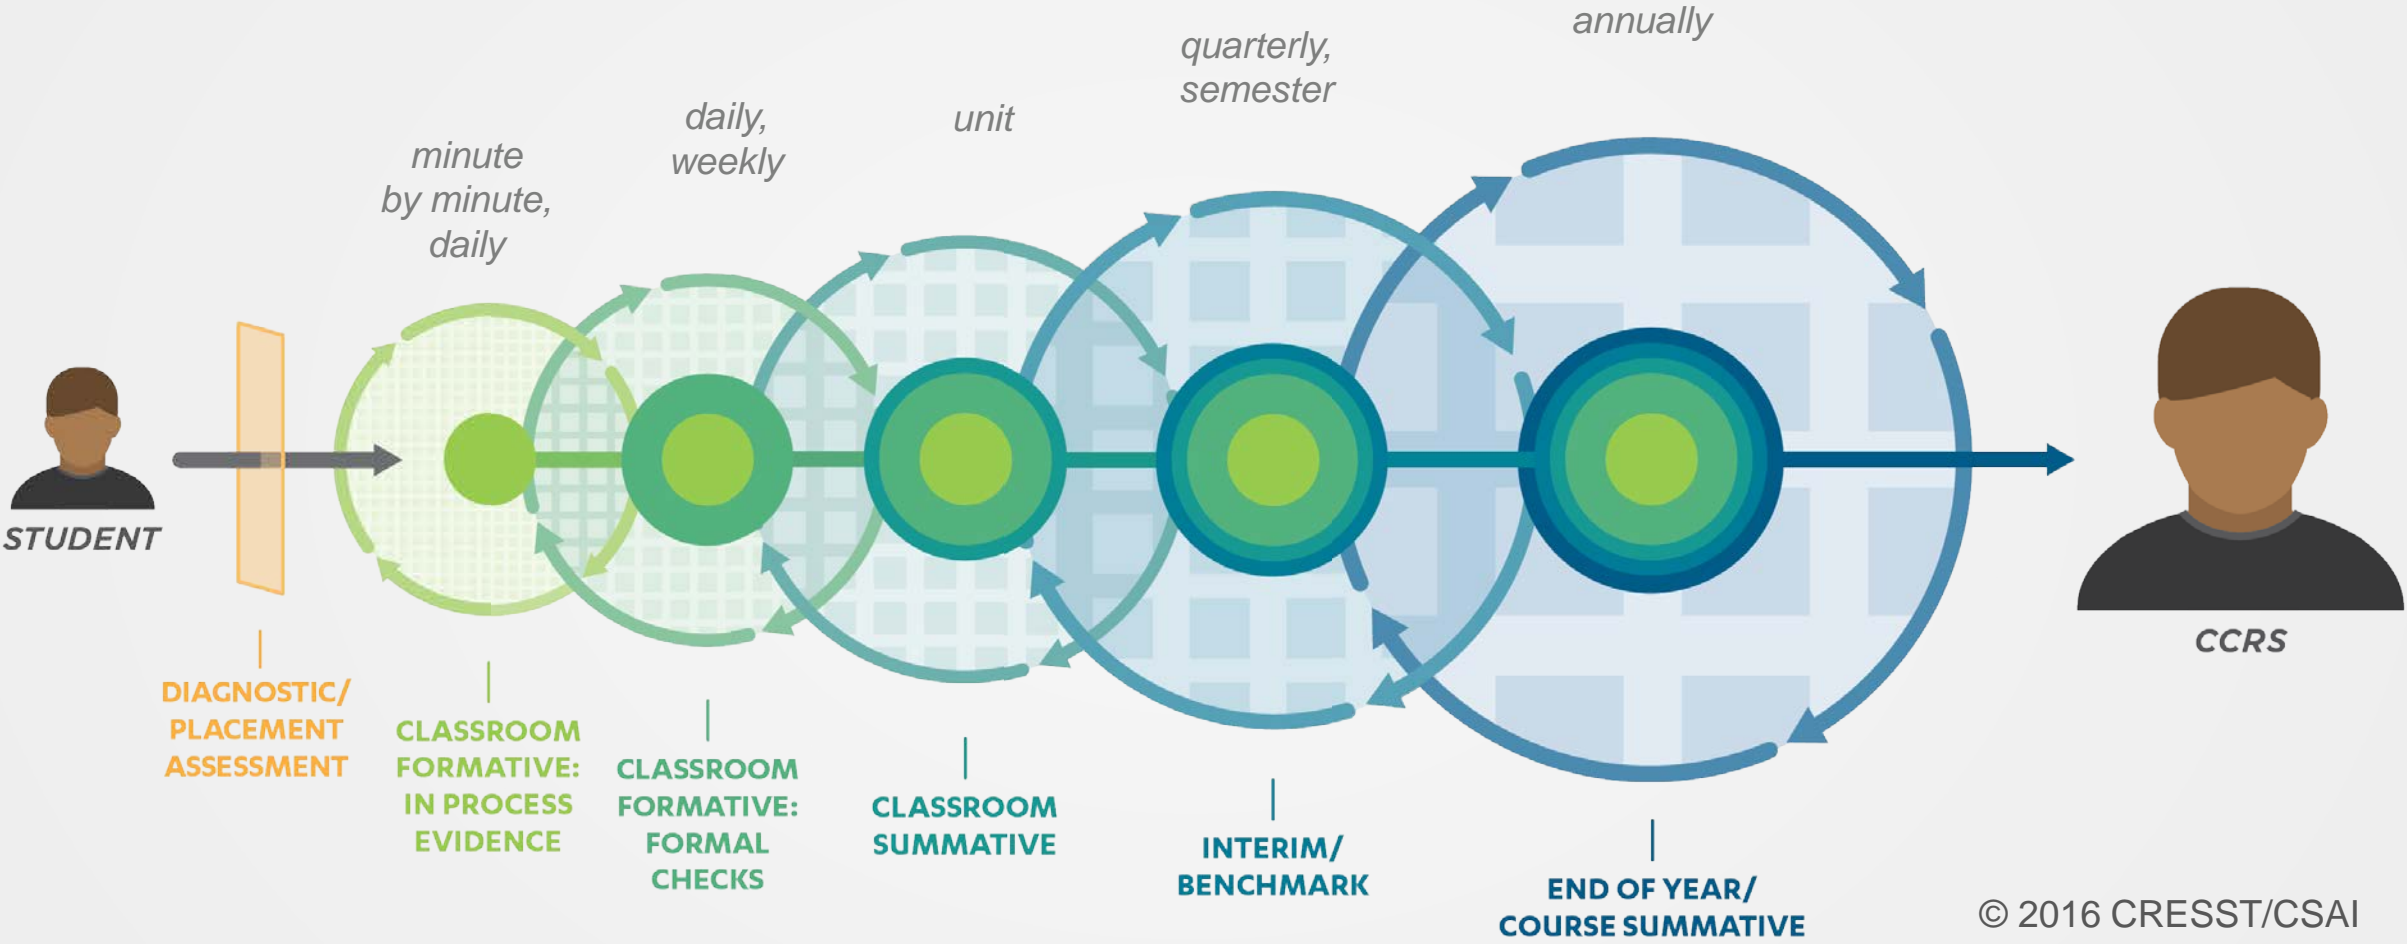 annually
quarterly,
semester
daily,
weekly
unit
minute
by minute,
daily
STUDENT
CCRS
DIAGNOSTIC/
PLACEMENT
ASSESSMENT
CLASSROOM
FORMATIVE:
IN PROCESS
EVIDENCE
CLASSROOM
FORMATIVE:
FORMAL
CHECKS
CLASSROOM
SUMMATIVE
INTERIM/
BENCHMARK
END OF YEAR/
COURSE SUMMATIVE
© 2016 CRESST/CSAI